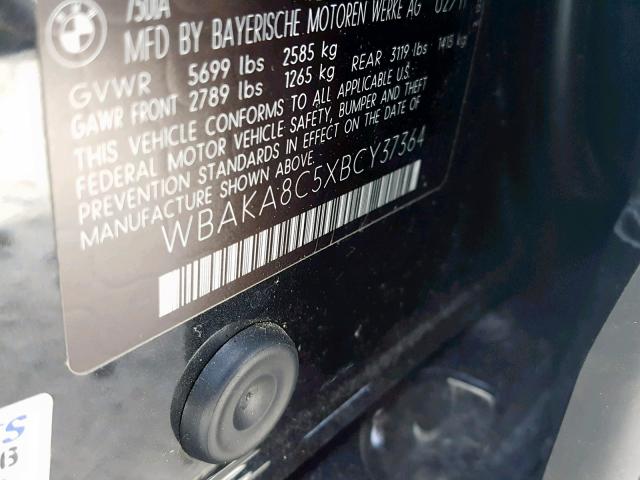 BMW
MFD BY BAYERISCHE MOTOREN WERKE AG
GVWR 5699 lbs 2585 kg
GAWR FRONT 2789 lbs 1265 kg REAR 3119 lbs 1415 kg
THIS VEHICLE CONFORMS TO ALL APPLICABLE U.S.
FEDERAL MOTOR VEHICLE SAFETY, BUMPER AND THEFT
PREVENTION STANDARDS IN EFFECT ON THE DATE OF
MANUFACTURE SHOWN ABOVE.
WBAKA8C5XBCY37364